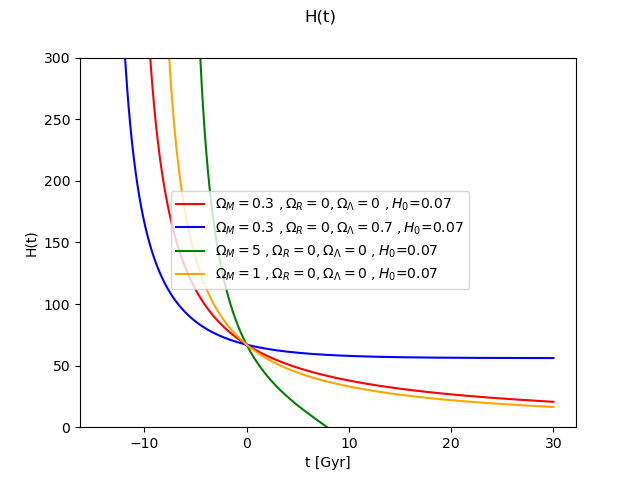 H(t)
300
250
200
150
100
50
0
H(t)
Ω_M = 0.3 , Ω_R = 0, Ω_Λ = 0 , H_0=0.07
Ω_M = 0.3 , Ω_R = 0, Ω_Λ = 0.7 , H_0=0.07
Ω_M = 5 , Ω_R = 0, Ω_Λ = 0 , H_0=0.07
Ω_M = 1 , Ω_R = 0, Ω_Λ = 0 , H_0=0.07
−10 0 10 20 30
t [Gyr]